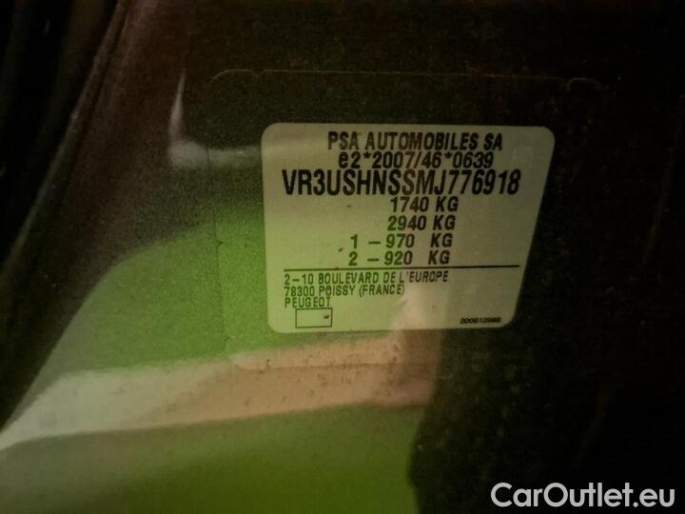 PSA AUTOMOBILES SA
e2*2007/46*0639
VR3USHNSSMJ776918
1740 KG
2940 KG
1 - 970 KG
2 - 920 KG
2-10 BOULEVARD DE L'EUROPE
78300 POISSY (FRANCE)
PEUGEOT
CarOutlet.eu